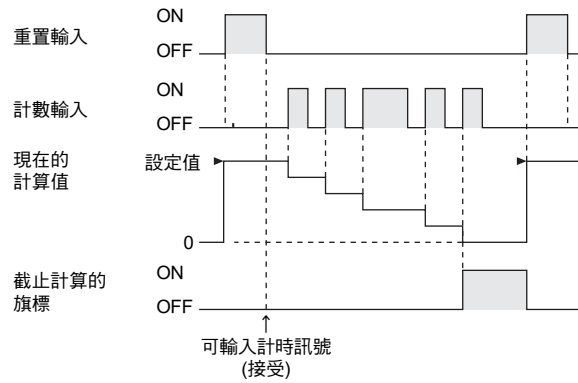 重置輸入
ON
OFF
計數輸入
ON
OFF
現在的
計算值
設定值
0
截止計算的
旗標
ON
OFF
可輸入計時訊號
(接受)